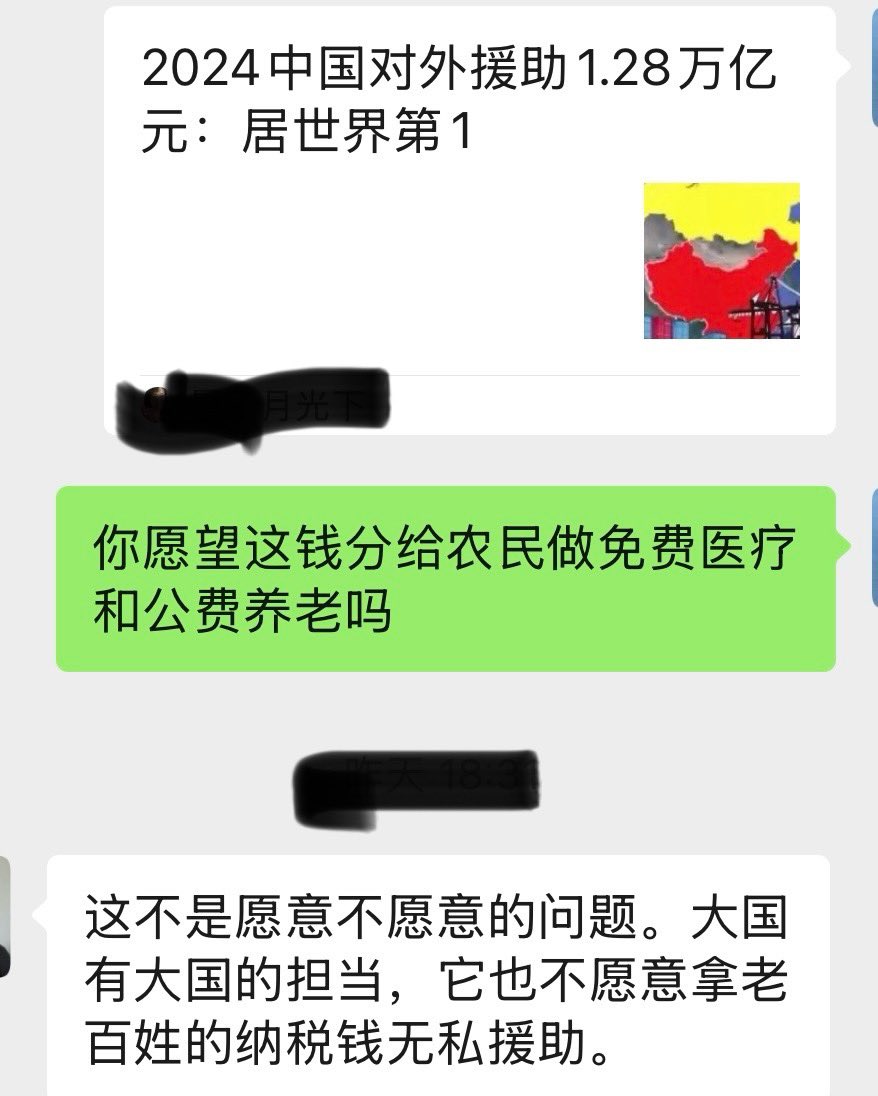 2024中国对外援助1.28万亿
元：居世界第1
月光下
你愿望这钱分给农民做免费医疗
和公费养老吗
昨天 18:3
这不是愿意不愿意的问题。大国
有大国的担当，它也不愿意拿老
百姓的纳税钱无私援助。